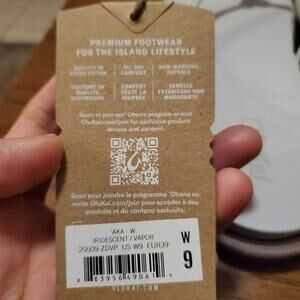 PREMIUM FOOTWEAR
FOR THE ISLAND LIFESTYLE
QUALITY IN
EVERY STITCH
ALL DAY
COMFORT
NON-MARKING
OUTSOLE
COUTURE DE
QUALITÉ
SUPÉRIEURE
CONFORT
TOUTE LA
JOURNÉE
SEMELLE
EXTÉRIEURE NON
MARQUANTE
Scan to join our 'Ohana program or visit
OluKai.com/join for exclusive product
access and content.
Scan pour joindre le programme 'Ohana ou
visite OluKai.com/join pour accéder à des
produits et du contenu exclusifs.
'AKA - W
IRIDESCENT / VAPOR
20509-ZDVP US W9 EUR39
W
9
OLUKAI.COM